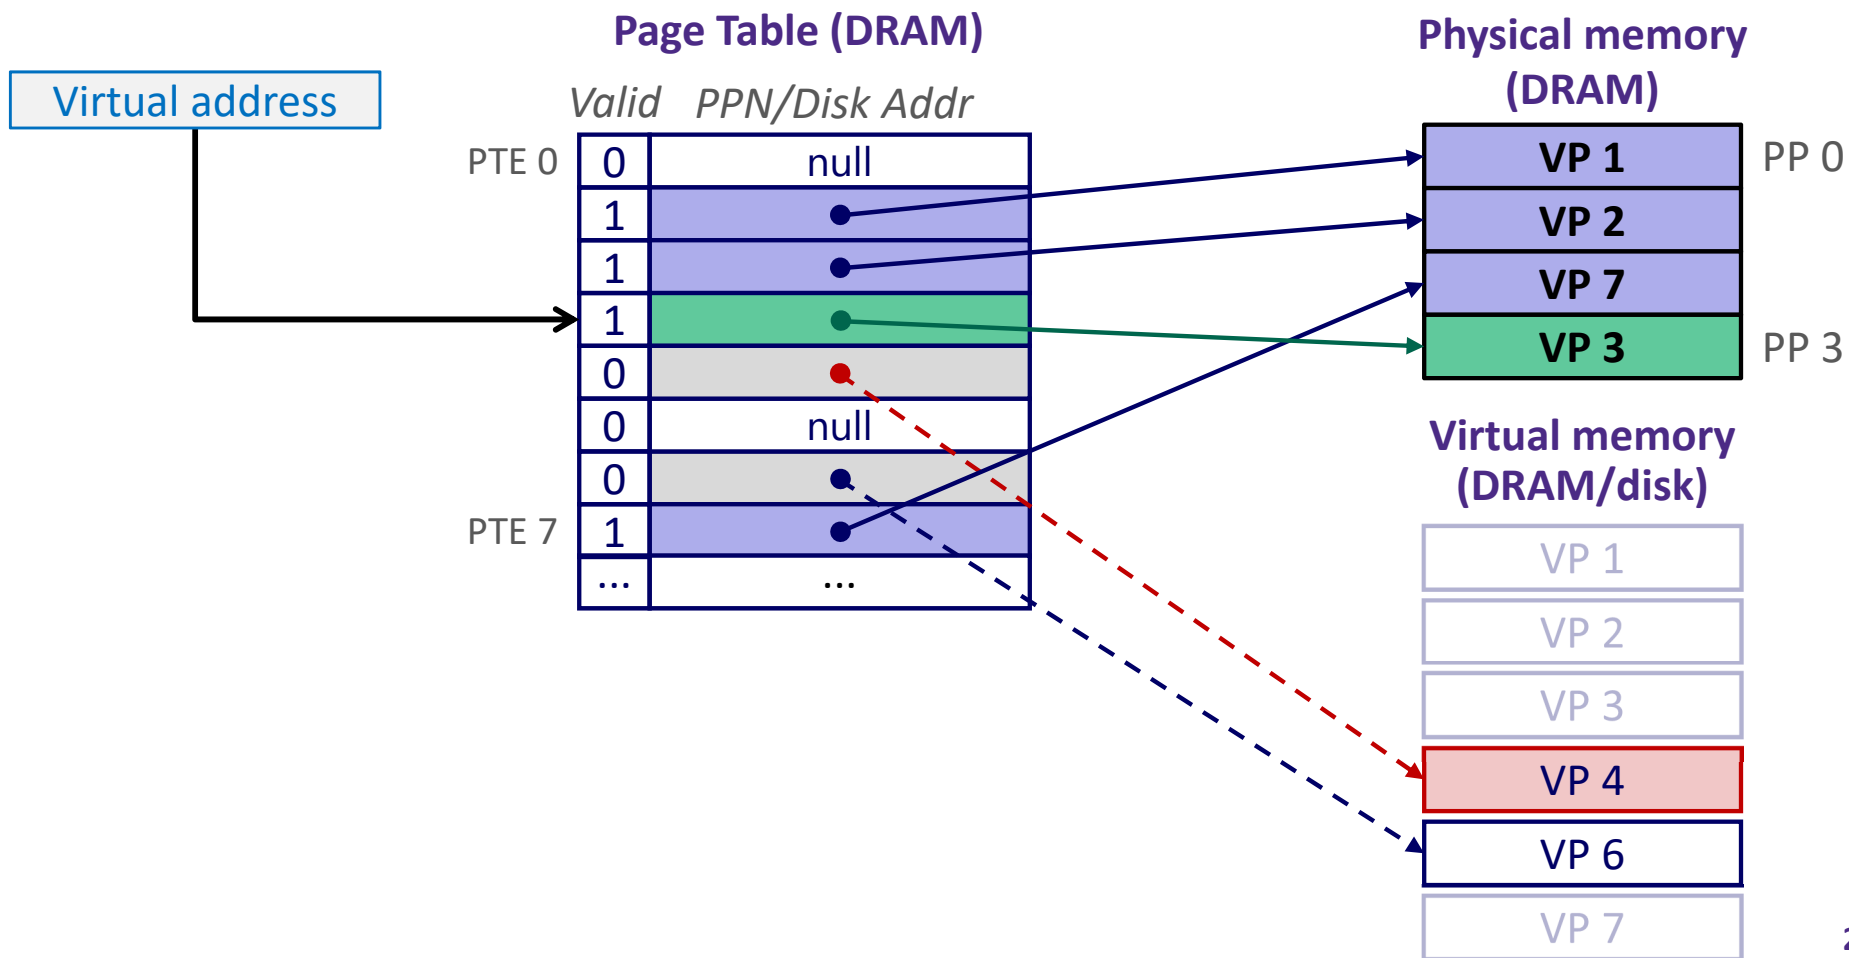 Page Table (DRAM)
Physical memory
(DRAM)
Virtual address
Valid PPN/Disk Addr
PTE 0 0 null
1
1
1
0
0 null
0
PTE 7 1
... ...
VP 1 PP 0
VP 2
VP 7
VP 3 PP 3
Virtual memory
(DRAM/disk)
VP 1
VP 2
VP 3
VP 4
VP 6
VP 7